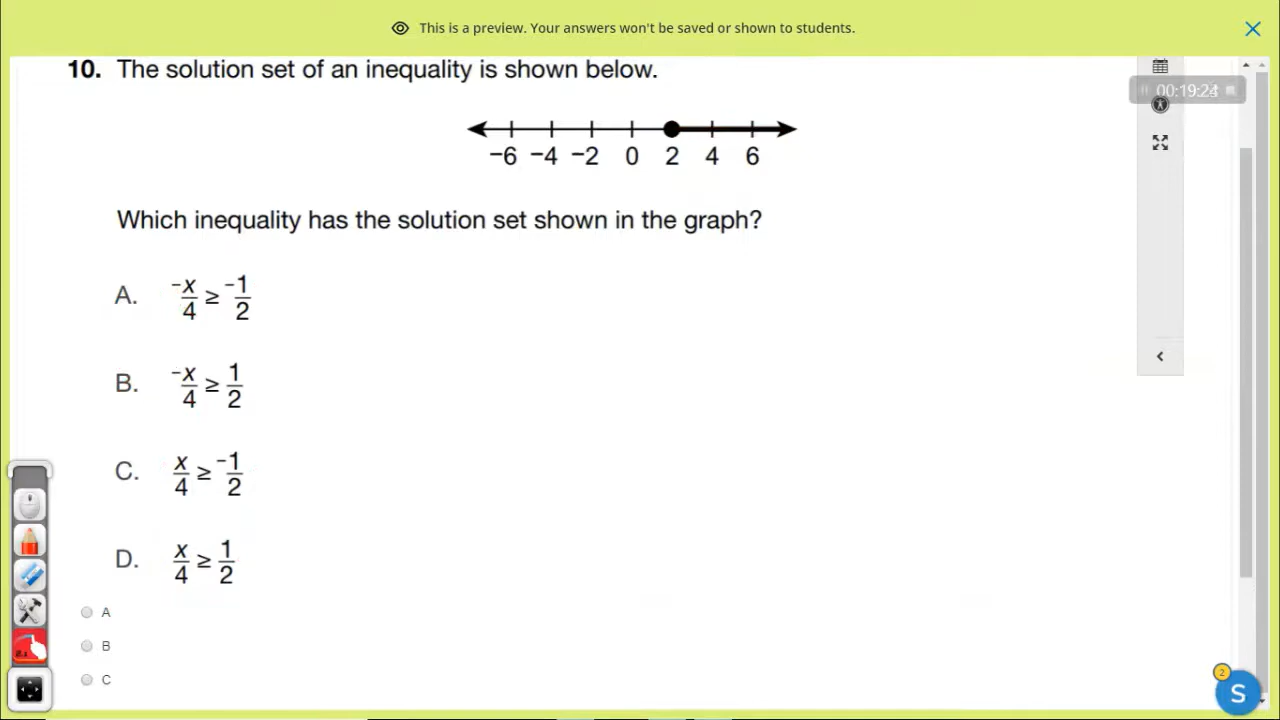 This is a preview. Your answers won't be saved or shown to students.
10. The solution set of an inequality is shown below.
00:19:24
−6 −4 −2 0 2 4 6
Which inequality has the solution set shown in the graph?
A. −x/4 ≥ −1/2
B. −x/4 ≥ 1/2
C. x/4 ≥ −1/2
D. x/4 ≥ 1/2
A
B
C
2
S